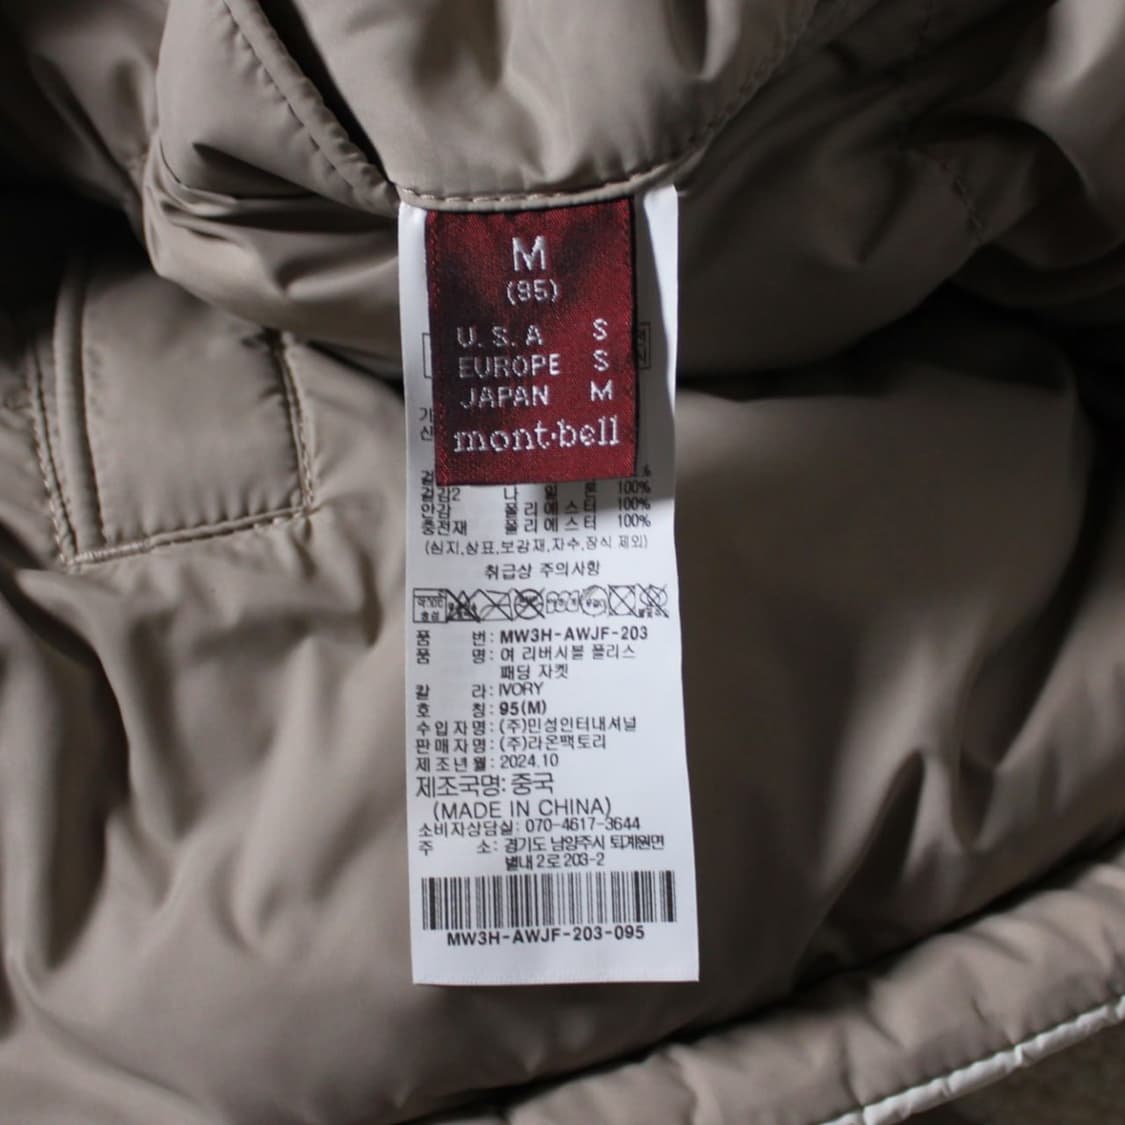 M
(95)
U.S.A S
EUROPE S
JAPAN M
mont·bell
겉감2 나 일 론 100%
안감 폴리에스터 100%
충전재 폴리에스터 100%
(심지,상표,보강재,자수,장식 제외)
취급상 주의사항
품 번: MW3H-AWJF-203
품 명: 여 리버시블 플리스
패딩 자켓
칼 라: IVORY
호 칭: 95(M)
수입자명: (주)민성인터내셔널
판매자명: (주)라온팩토리
제조년월: 2024.10
제조국명: 중국
(MADE IN CHINA)
소비자상담실: 070-4617-3644
주 소: 경기도 남양주시 퇴계원면
별내2로 203-2
MW3H-AWJF-203-095